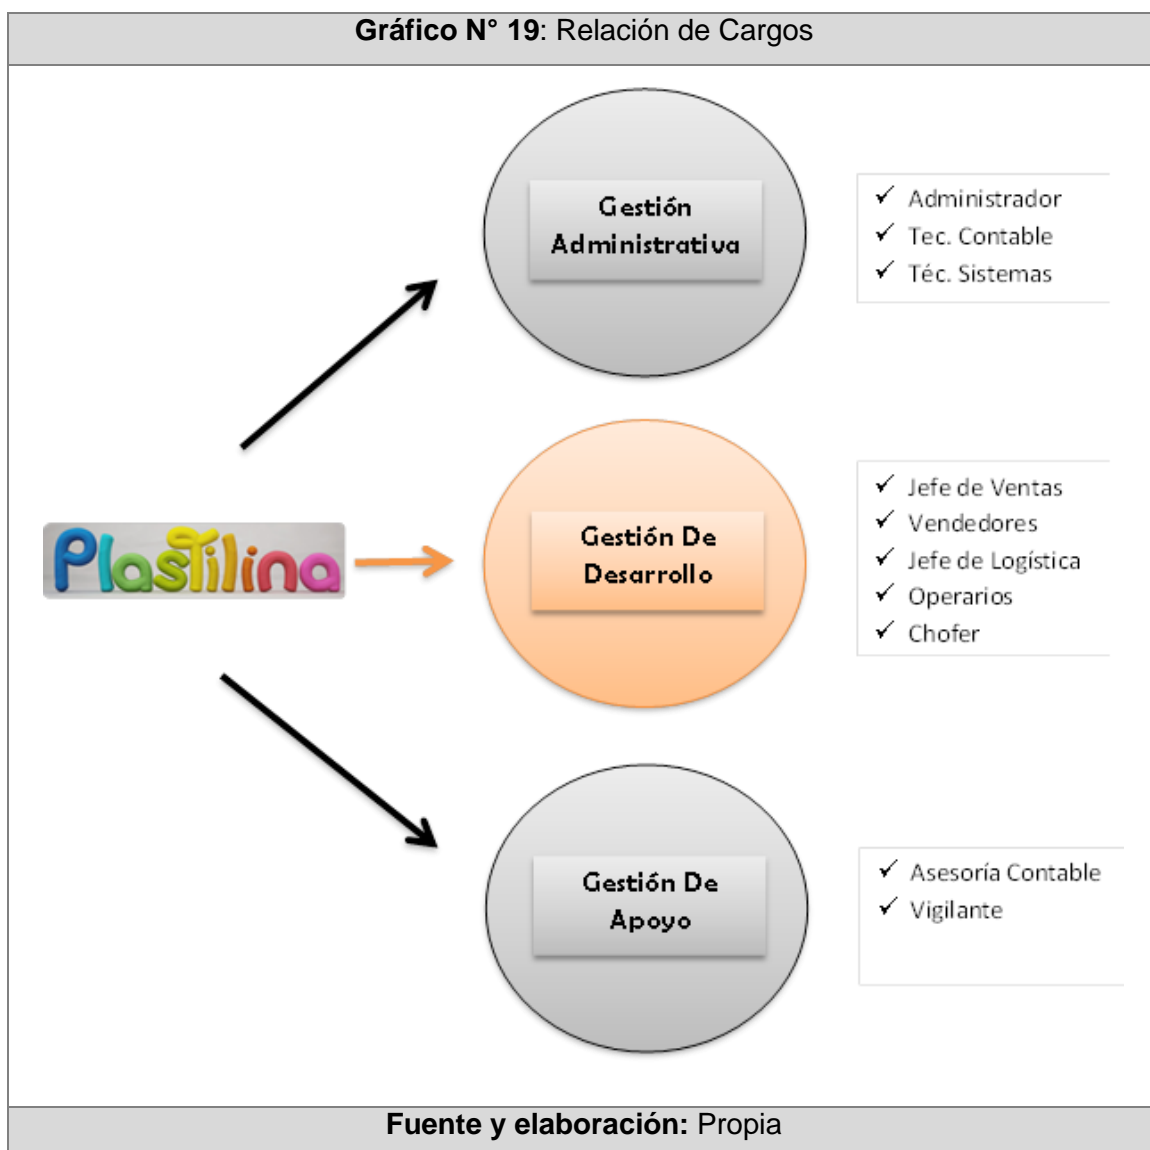 Gráfico N° 19: Relación de Cargos
Gestión
Administrativa
✓ Administrador
✓ Tec. Contable
✓ Téc. Sistemas
Plastilina
Gestión De
Desarrollo
✓ Jefe de Ventas
✓ Vendedores
✓ Jefe de Logística
✓ Operarios
✓ Chofer
Gestión De
Apoyo
✓ Asesoría Contable
✓ Vigilante
Fuente y elaboración: Propia